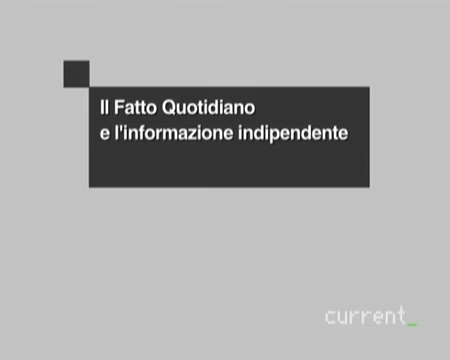 Il Fatto Quotidiano
e l'informazione indipendente
current_